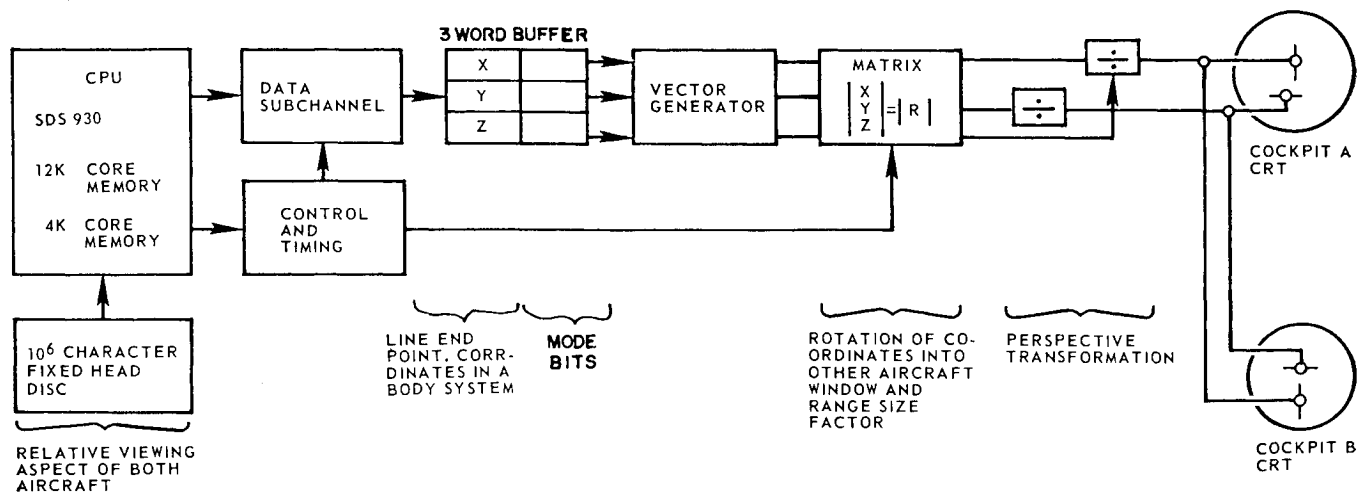 3 WORD BUFFER
CPU
SDS 930
12K CORE
MEMORY
4K CORE
MEMORY
DATA
SUBCHANNEL
X
Y
Z
VECTOR
GENERATOR
MATRIX
X
Y
Z
= R
÷
÷
COCKPIT A
CRT
CONTROL
AND
TIMING
10⁶ CHARACTER
FIXED HEAD
DISC
RELATIVE VIEWING
ASPECT OF BOTH
AIRCRAFT
LINE END
POINT, CORR-
DINATES IN A
BODY SYSTEM
MODE
BITS
ROTATION OF CO-
ORDINATES INTO
OTHER AIRCRAFT
WINDOW AND
RANGE SIZE
FACTOR
PERSPECTIVE
TRANSFORMATION
COCKPIT B
CRT